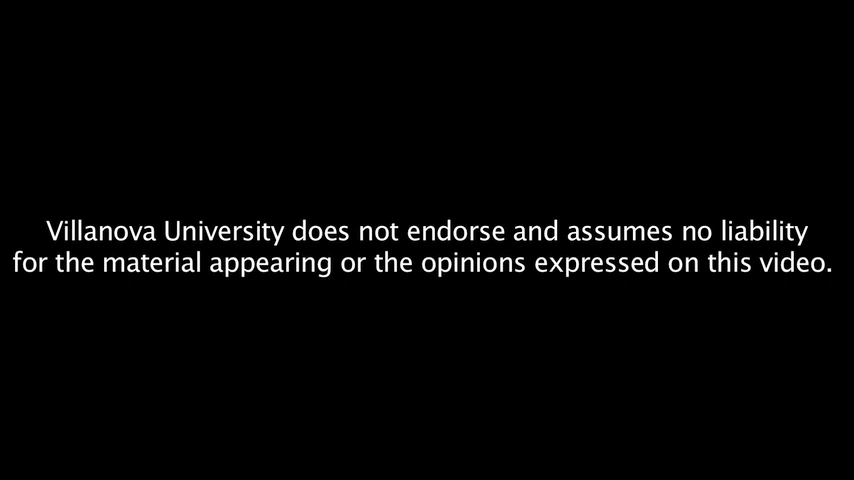 Villanova University does not endorse and assumes no liability
for the material appearing or the opinions expressed on this video.